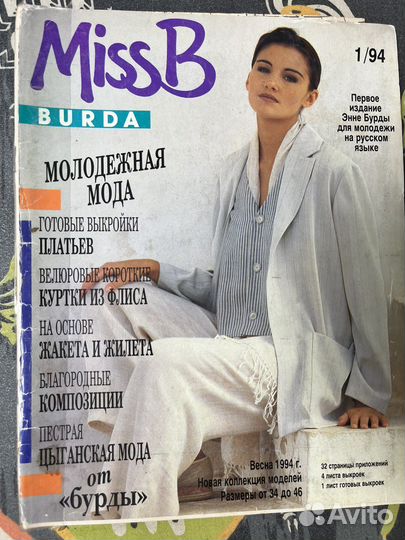 MissB
BURDA
1/94
Первое
издание
Энне Бурды
для молодежи
на русском
языке
МОЛОДЕЖНАЯ
МОДА
ГОТОВЫЕ ВЫКРОЙКИ
ПЛАТЬЕВ
ВЕЛЮРОВЫЕ КОРОТКИЕ
КУРТКИ ИЗ ФЛИСА
НА ОСНОВЕ
ЖАКЕТА И ЖИЛЕТА
БЛАГОРОДНЫЕ
КОМПОЗИЦИИ
ПЕСТРАЯ
ЦЫГАНСКАЯ МОДА
от
«бурды»
Весна 1994 г.
Новая коллекция моделей
Размеры от 34 до 46
32 страницы приложений
4 листа выкроек
1 лист готовых выкроек
Avito